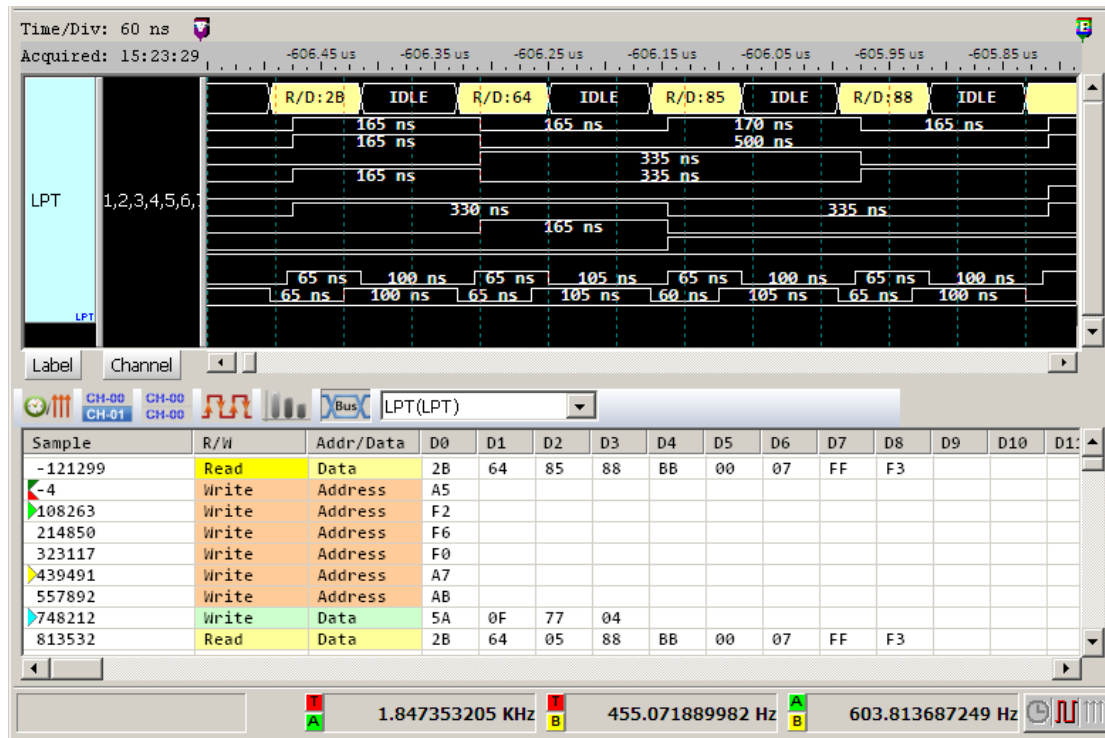 Time/Div: 60 ns T B
Acquired: 15:23:29 -606.45 us -606.35 us -606.25 us -606.15 us -606.05 us -605.95 us -605.85 us
R/D:2B IDLE R/D:64 IDLE R/D:85 IDLE R/D:88 IDLE
165 ns 165 ns 170 ns 165 ns
165 ns 500 ns
335 ns
165 ns 335 ns
LPT 1,2,3,4,5,6,
330 ns 335 ns
165 ns
65 ns 100 ns 65 ns 105 ns 65 ns 100 ns 65 ns 100 ns
65 ns 100 ns 65 ns 105 ns 60 ns 105 ns 65 ns 100 ns
LPT
Label Channel
CH-00 CH-01 CH-00 CH-00 Bus LPT(LPT)
Sample R/W Addr/Data D0 D1 D2 D3 D4 D5 D6 D7 D8 D9 D10
-121299 Read Data 2B 64 85 88 BB 00 07 FF F3
-4 Write Address A5
108263 Write Address F2
214850 Write Address F6
323117 Write Address F0
439491 Write Address A7
557892 Write Address AB
748212 Write Data 5A 0F 77 04
813532 Read Data 2B 64 05 88 BB 00 07 FF F3
T A 1.847353205 KHz T B 455.071889982 Hz A B 603.813687249 Hz